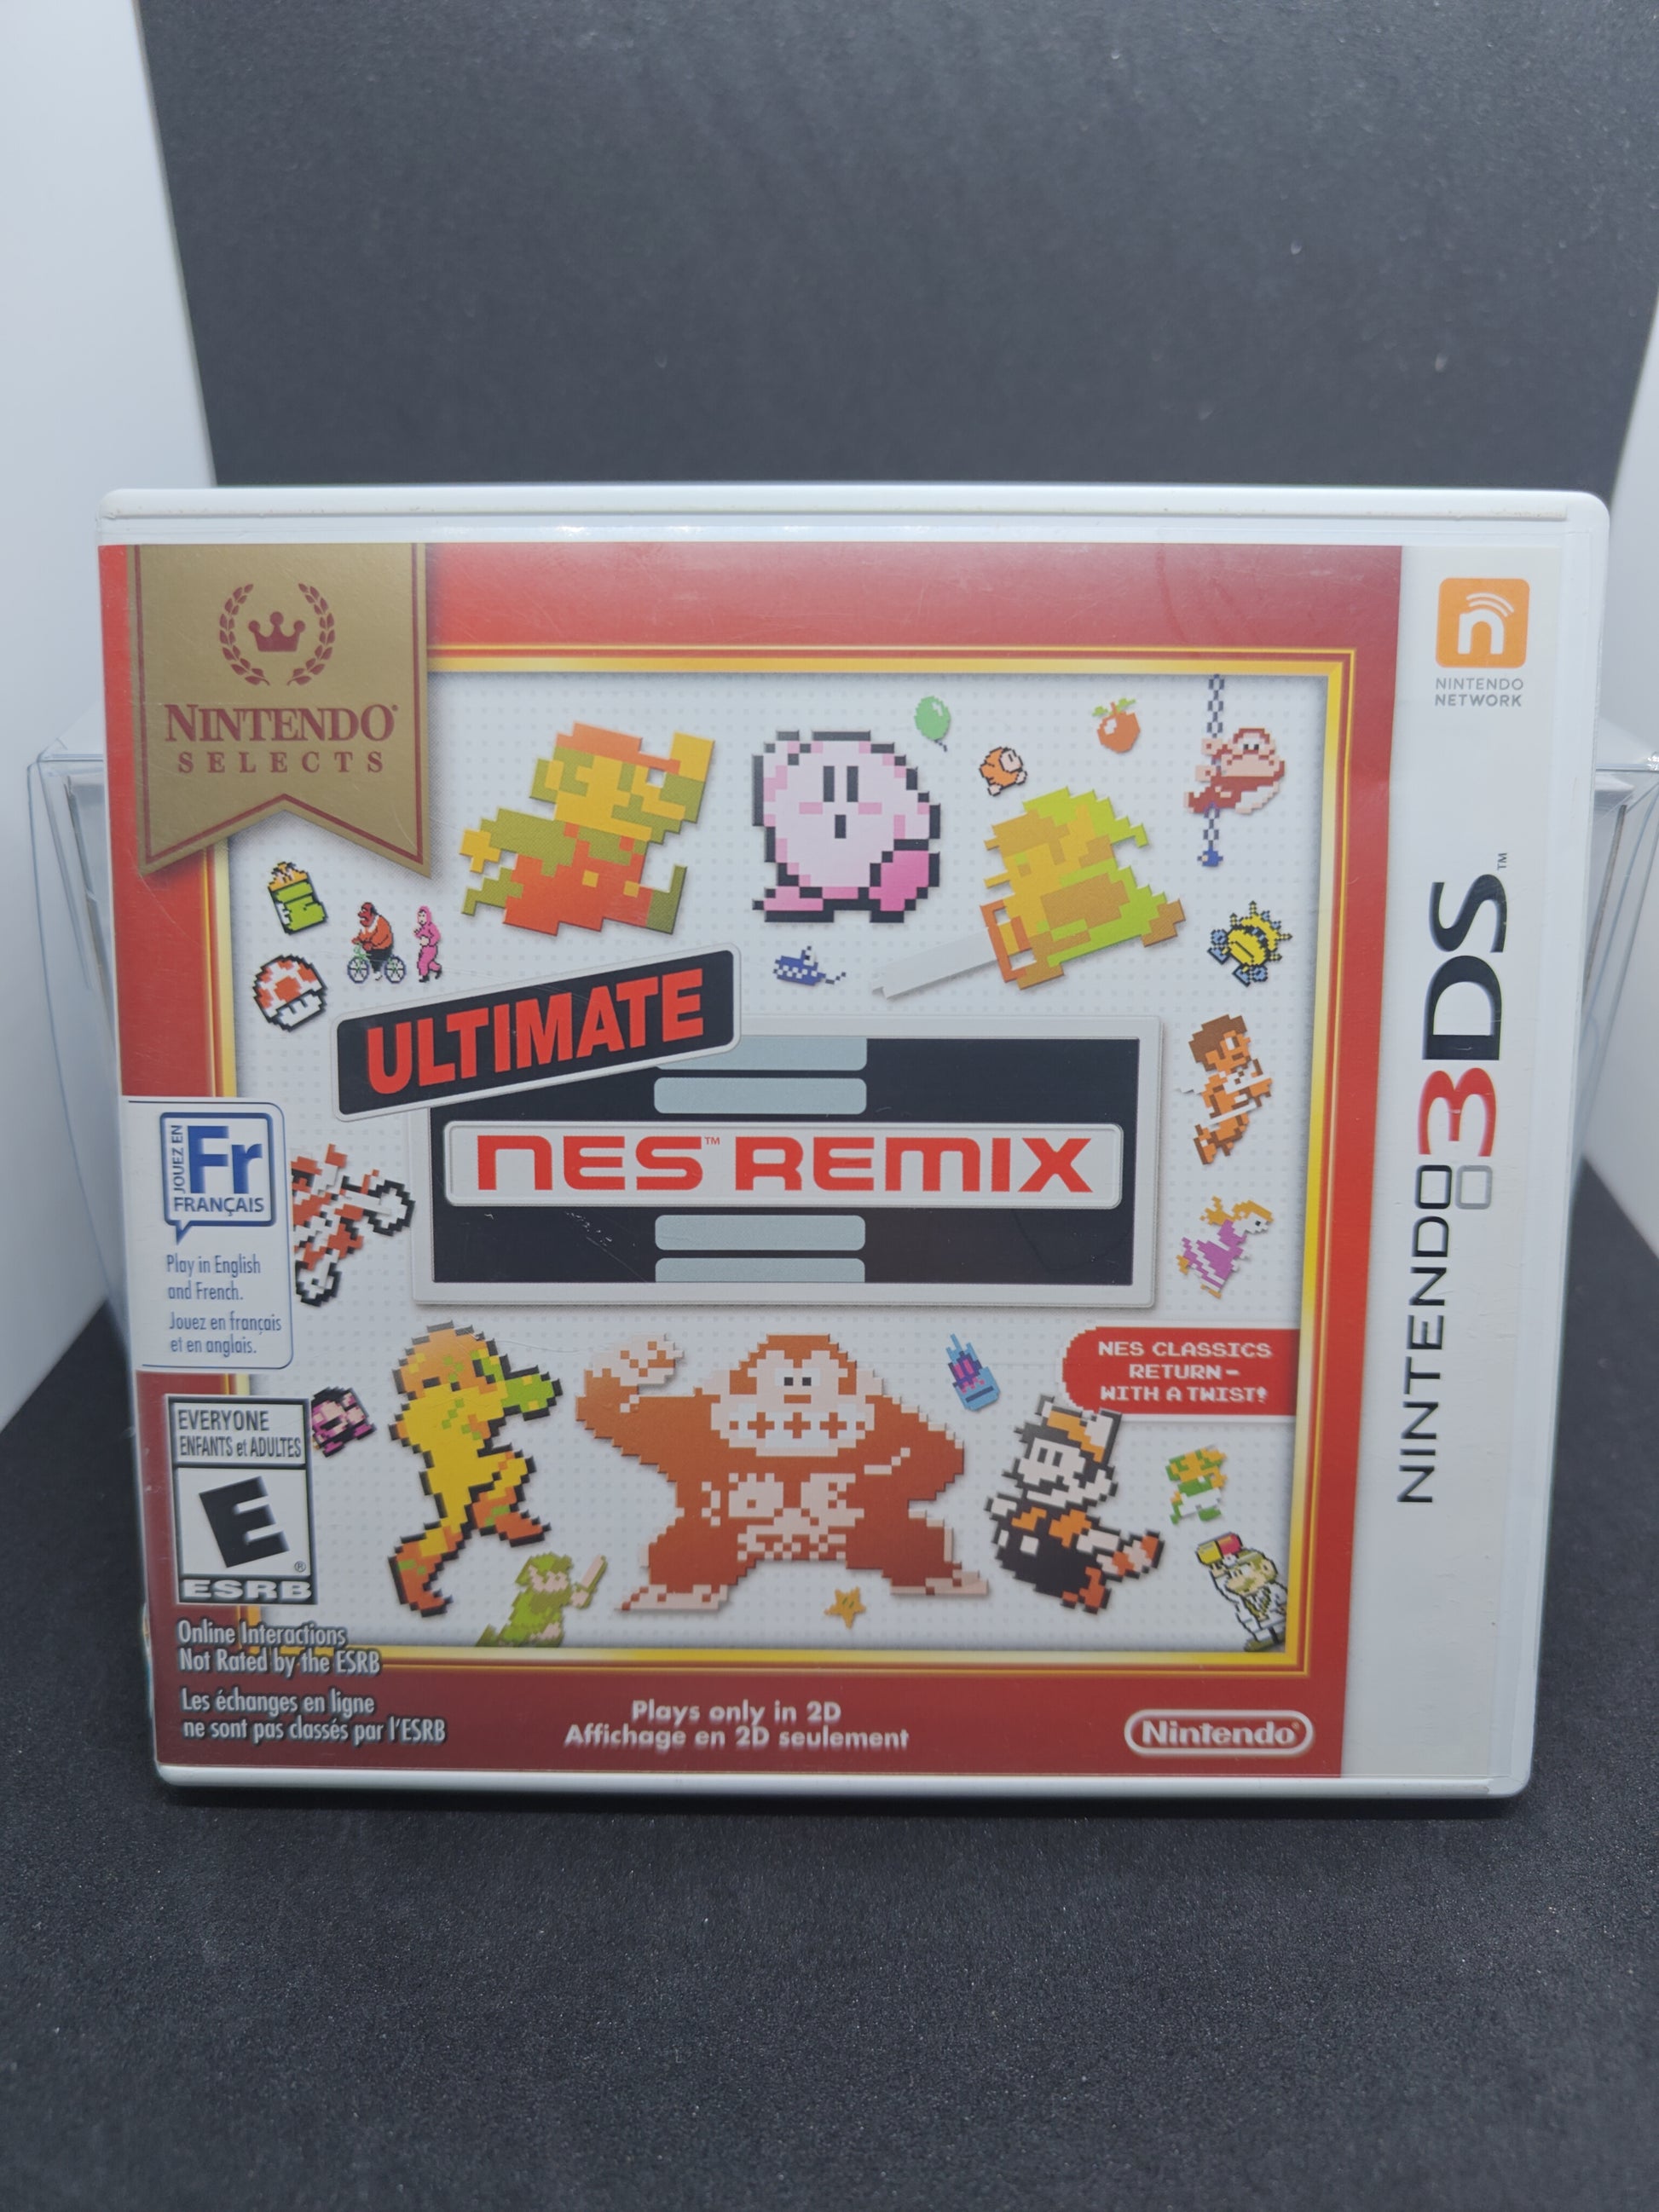 NINTENDO®
SELECTS
n
NINTENDO
NETWORK
NINTENDO 3DS™
ULTIMATE
NES™ REMIX
JOUEZ EN
Fr
FRANÇAIS
Play in English
and French.
Jouez en français
et en anglais.
NES CLASSICS
RETURN -
WITH A TWIST!
EVERYONE
ENFANTS et ADULTES
E
®
ESRB
Online Interactions
Not Rated by the ESRB
Les échanges en ligne
ne sont pas classés par l'ESRB
Plays only in 2D
Affichage en 2D seulement
Nintendo®